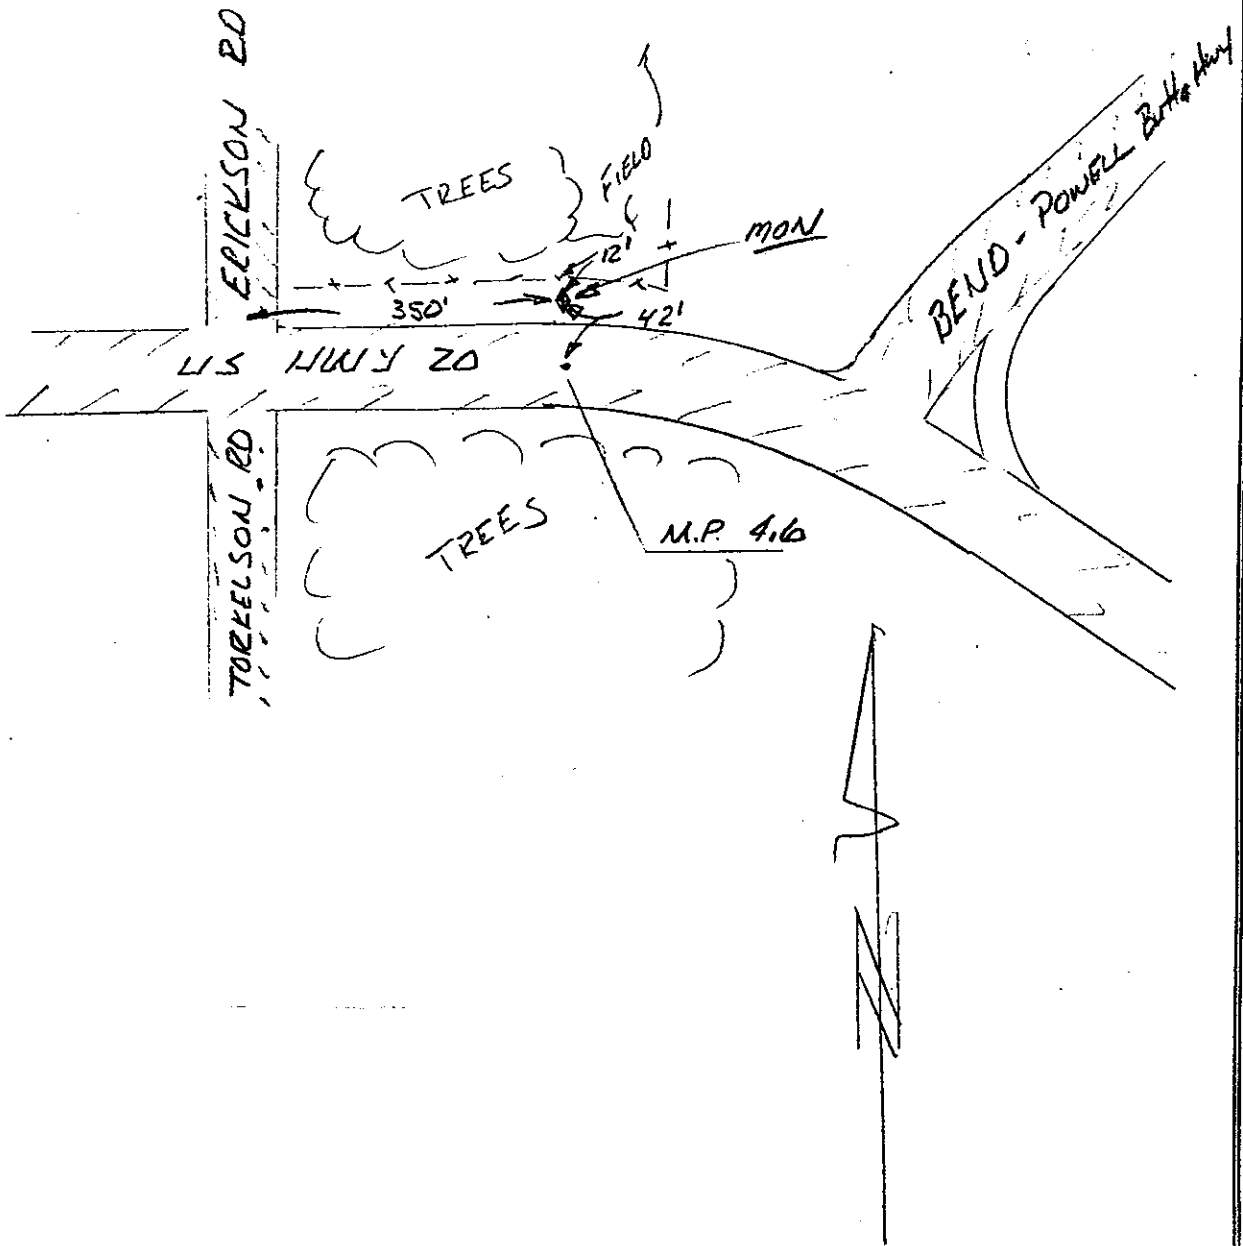 ERICKSON RD
TREES
FIELD
BEND - POWELL Butte Hwy
MON
12'
350'
42'
US HWY 20
TORKELSON RD
TREES
M.P. 4.6
N